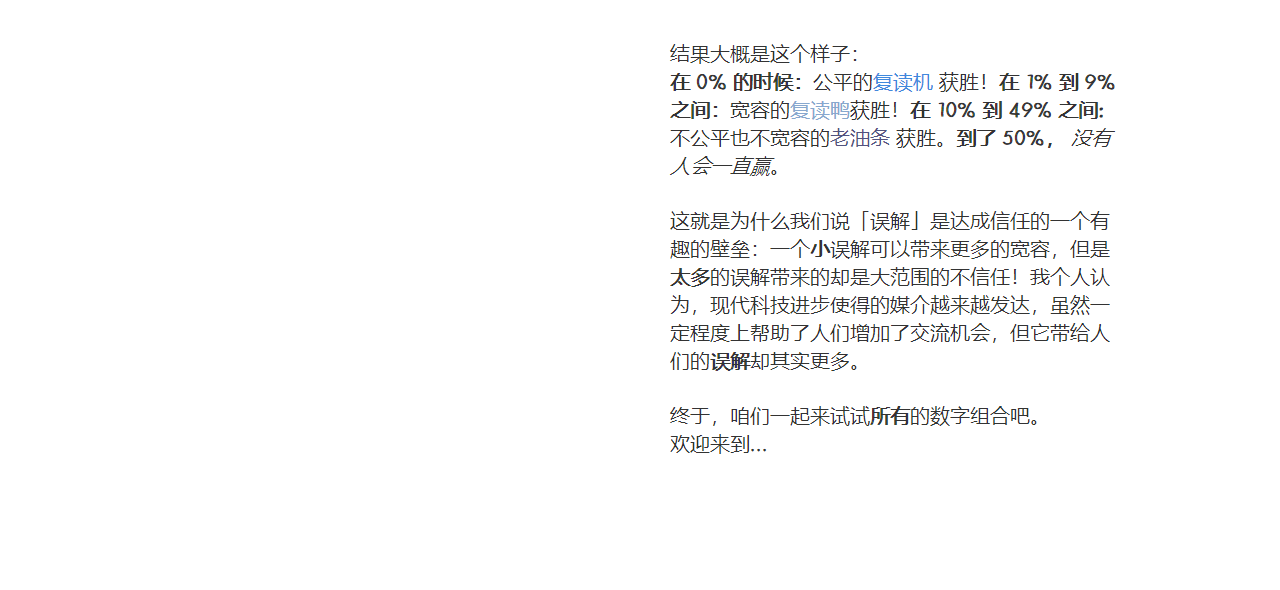 结果大概是这个样子：
在 0% 的时候：公平的复读机 获胜！在 1% 到 9%
之间：宽容的复读鸭获胜！在 10% 到 49% 之间:
不公平也不宽容的老油条 获胜。到了 50%， 没有
人会一直赢。
这就是为什么我们说「误解」是达成信任的一个有
趣的壁垒：一个小误解可以带来更多的宽容，但是
太多的误解带来的却是大范围的不信任！我个人认
为，现代科技进步使得的媒介越来越发达，虽然一
定程度上帮助了人们增加了交流机会，但它带给人
们的误解却其实更多。
终于，咱们一起来试试所有的数字组合吧。
欢迎来到...